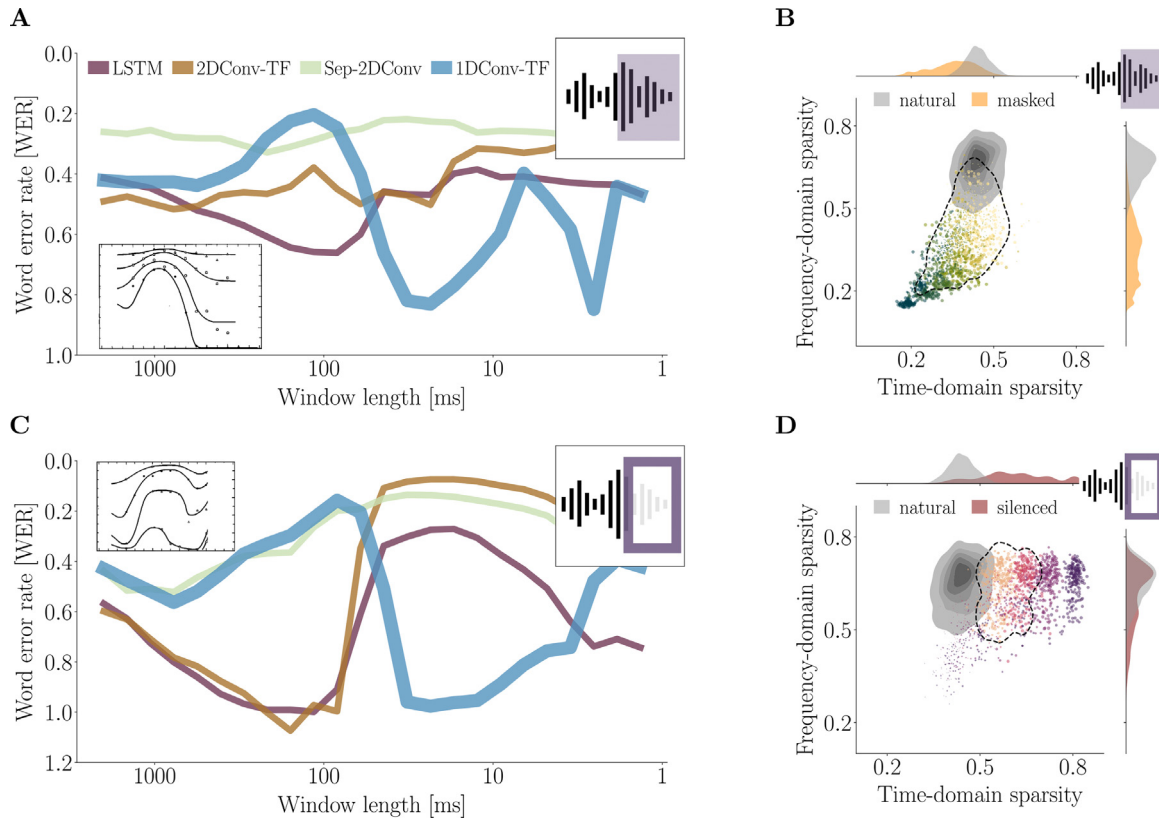 A
B
0.0
0.2
0.4
0.6
0.8
1.0
Word error rate [WER]
LSTM 2DConv-TF Sep-2DConv 1DConv-TF
1000 100 10 1
Window length [ms]
natural masked
0.8
0.5
0.2
Frequency-domain sparsity
0.2 0.5 0.8
Time-domain sparsity
C
D
0.0
0.2
0.4
0.6
0.8
1.0
1.2
Word error rate [WER]
1000 100 10 1
Window length [ms]
natural silenced
0.8
0.5
0.2
Frequency-domain sparsity
0.2 0.5 0.8
Time-domain sparsity